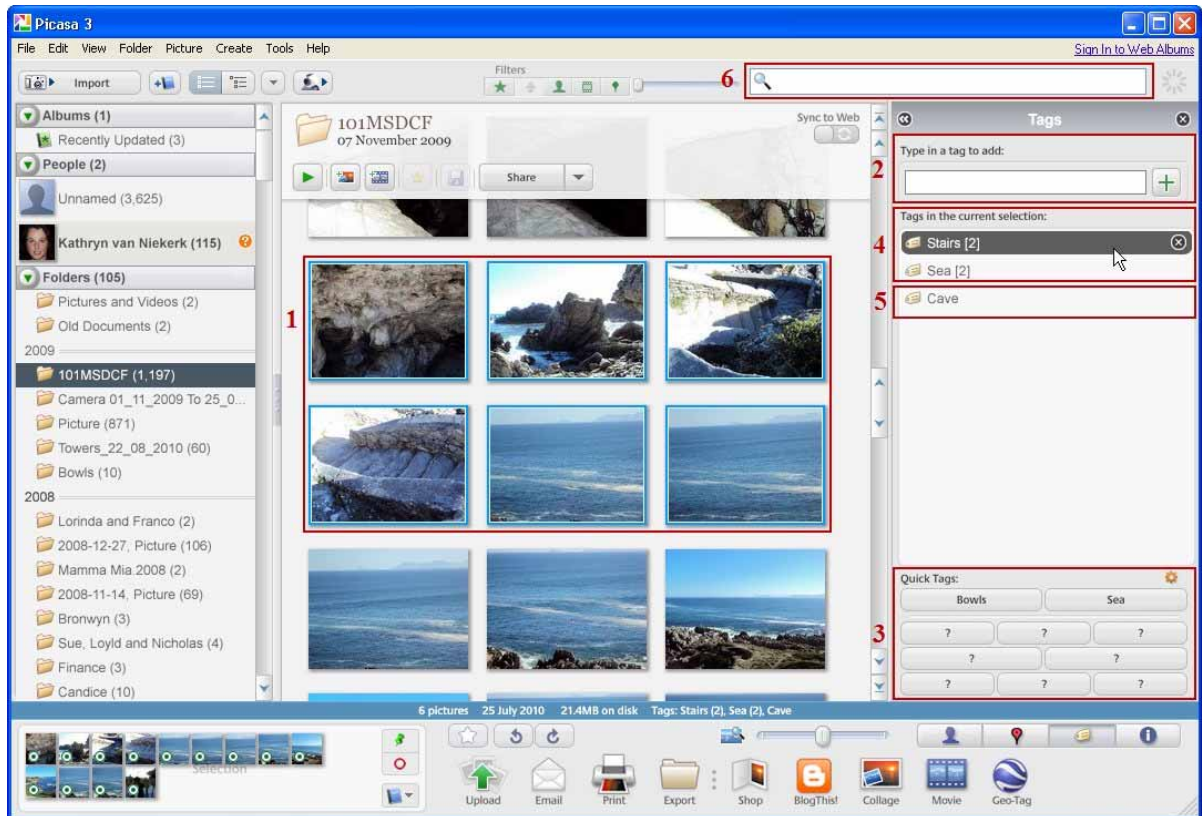 Picasa 3
File Edit View Folder Picture Create Tools Help
Sign In to Web Albums
Import
Filters
6
Albums (1)
Recently Updated (3)
People (2)
Unnamed (3,625)
Kathryn van Niekerk (115)
Folders (105)
Pictures and Videos (2)
Old Documents (2)
2009
101MSDCF (1,197)
Camera 01_11_2009 To 25_0...
Picture (871)
Towers_22_08_2010 (60)
Bowls (10)
2008
Lorinda and Franco (2)
2008-12-27, Picture (106)
Mamma Mia 2008 (2)
2008-11-14, Picture (69)
Bronwyn (3)
Sue, Loyld and Nicholas (4)
Finance (3)
Candice (10)
101MSDCF
07 November 2009
Sync to Web
Share
1
Tags
2
Type in a tag to add:
Tags in the current selection:
4
Stairs [2]
Sea [2]
5
Cave
Quick Tags:
Bowls Sea
3
? ? ?
? ?
? ? ?
6 pictures 25 July 2010 21.4MB on disk Tags: Stairs (2), Sea (2), Cave
Selection
Upload Email Print Export Shop BlogThis! Collage Movie Geo-Tag